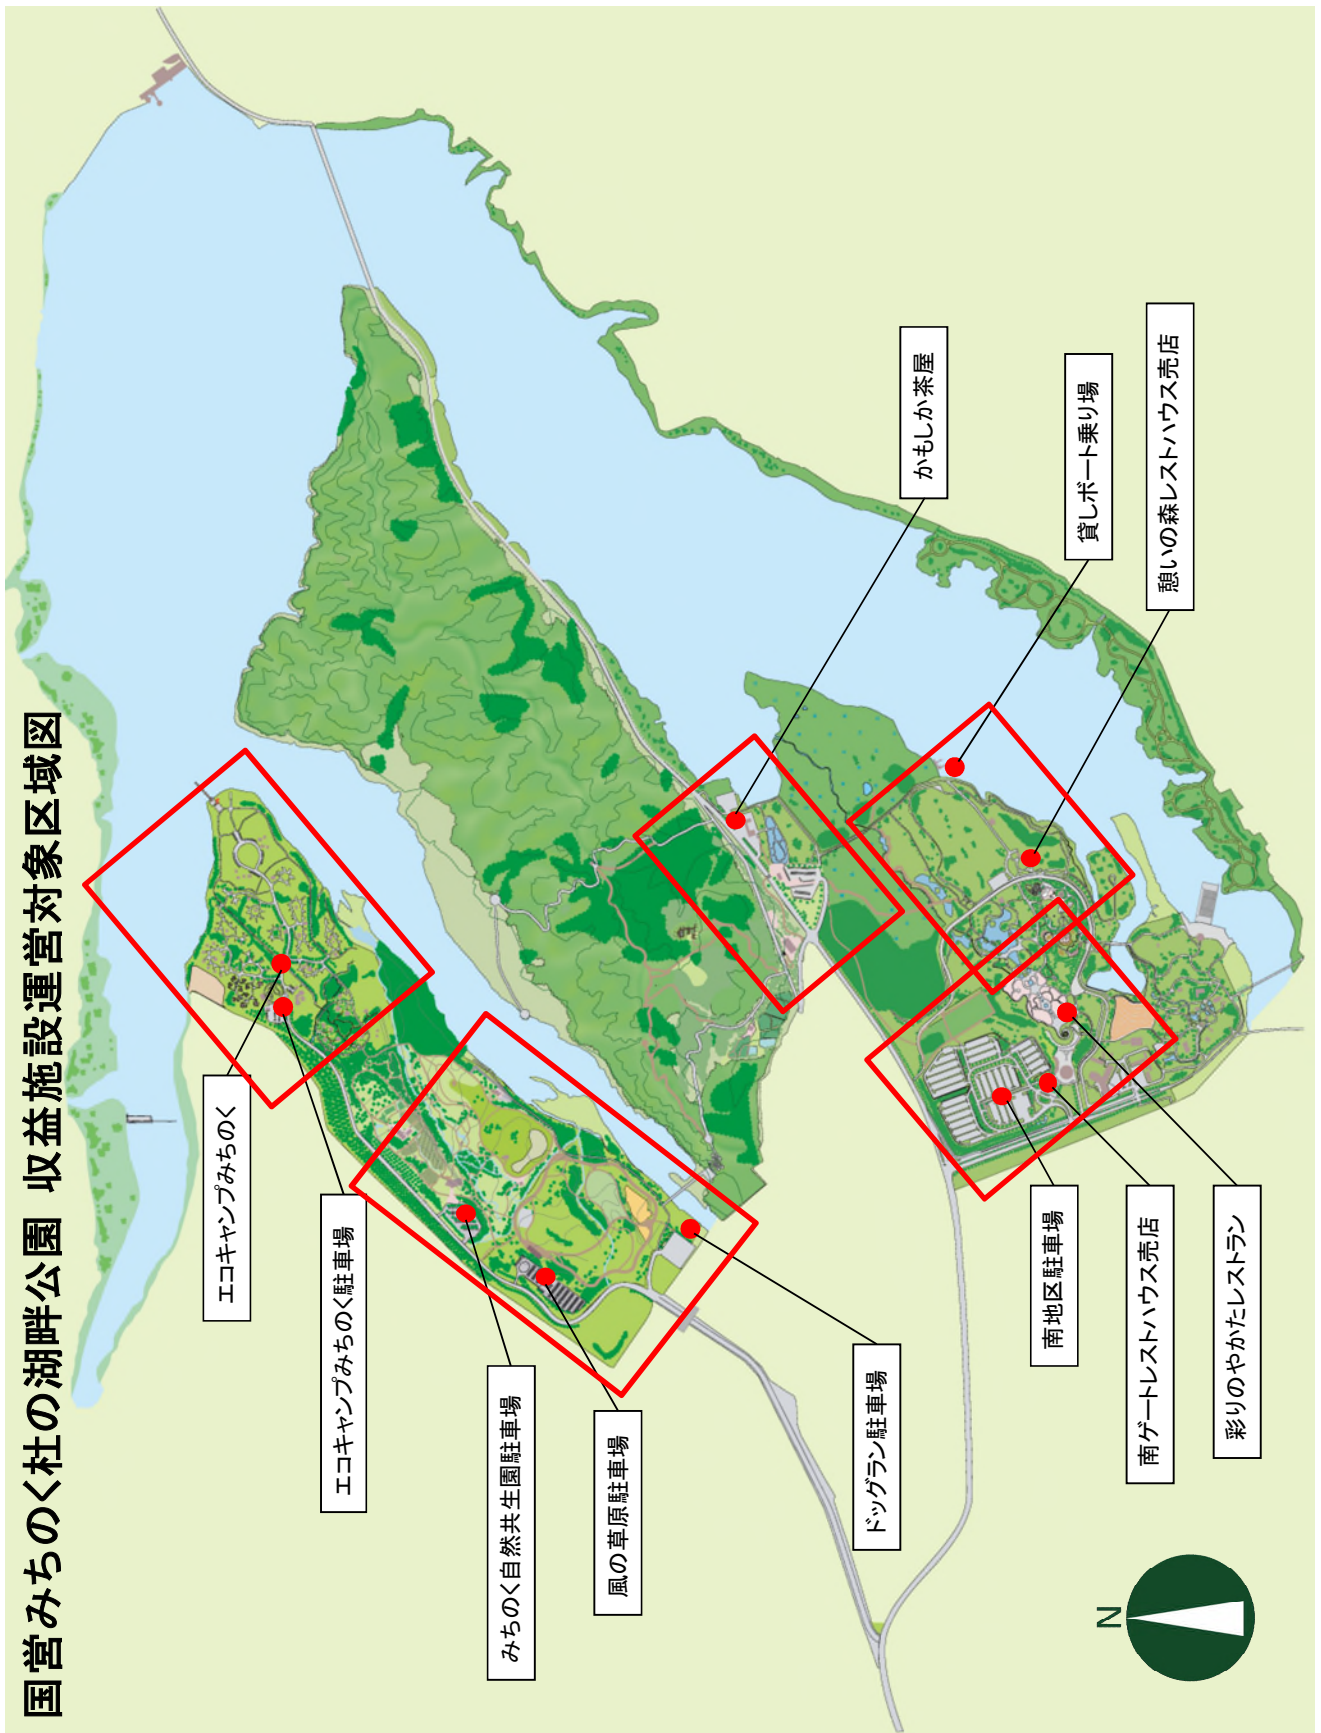 国営みちのく杜の湖畔公園 収益施設運営対象区域図
エコキャンプみちのく
エコキャンプみちのく駐車場
みちのく自然共生園駐車場
風の草原駐車場
ドッグラン駐車場
かもしか茶屋
貸しボート乗り場
憩いの森レストハウス売店
南地区駐車場
南ゲートレストハウス売店
彩りのやかたレストラン
N